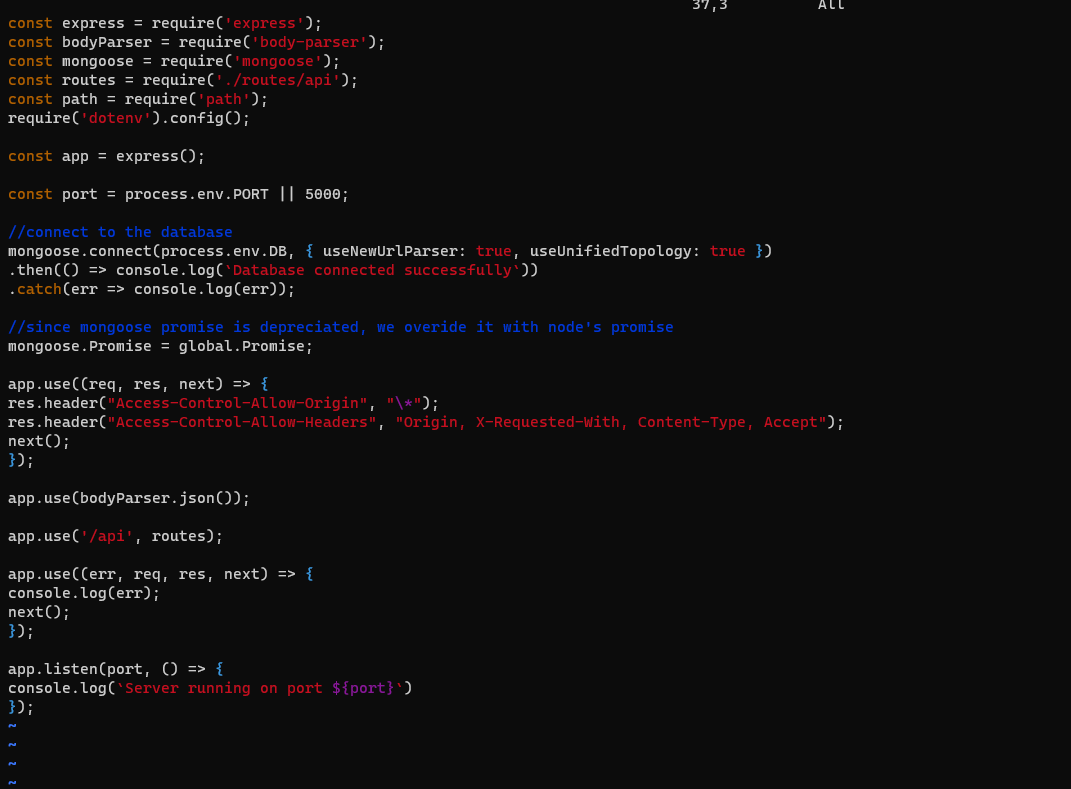 37,3 All
const express = require('express');
const bodyParser = require('body-parser');
const mongoose = require('mongoose');
const routes = require('./routes/api');
const path = require('path');
require('dotenv').config();
const app = express();
const port = process.env.PORT || 5000;
//connect to the database
mongoose.connect(process.env.DB, { useNewUrlParser: true, useUnifiedTopology: true })
.then(() => console.log(`Database connected successfully`))
.catch(err => console.log(err));
//since mongoose promise is depreciated, we overide it with node's promise
mongoose.Promise = global.Promise;
app.use((req, res, next) => {
res.header("Access-Control-Allow-Origin", "\*");
res.header("Access-Control-Allow-Headers", "Origin, X-Requested-With, Content-Type, Accept");
next();
});
app.use(bodyParser.json());
app.use('/api', routes);
app.use((err, req, res, next) => {
console.log(err);
next();
});
app.listen(port, () => {
console.log(`Server running on port ${port}`)
});
~
~
~
~